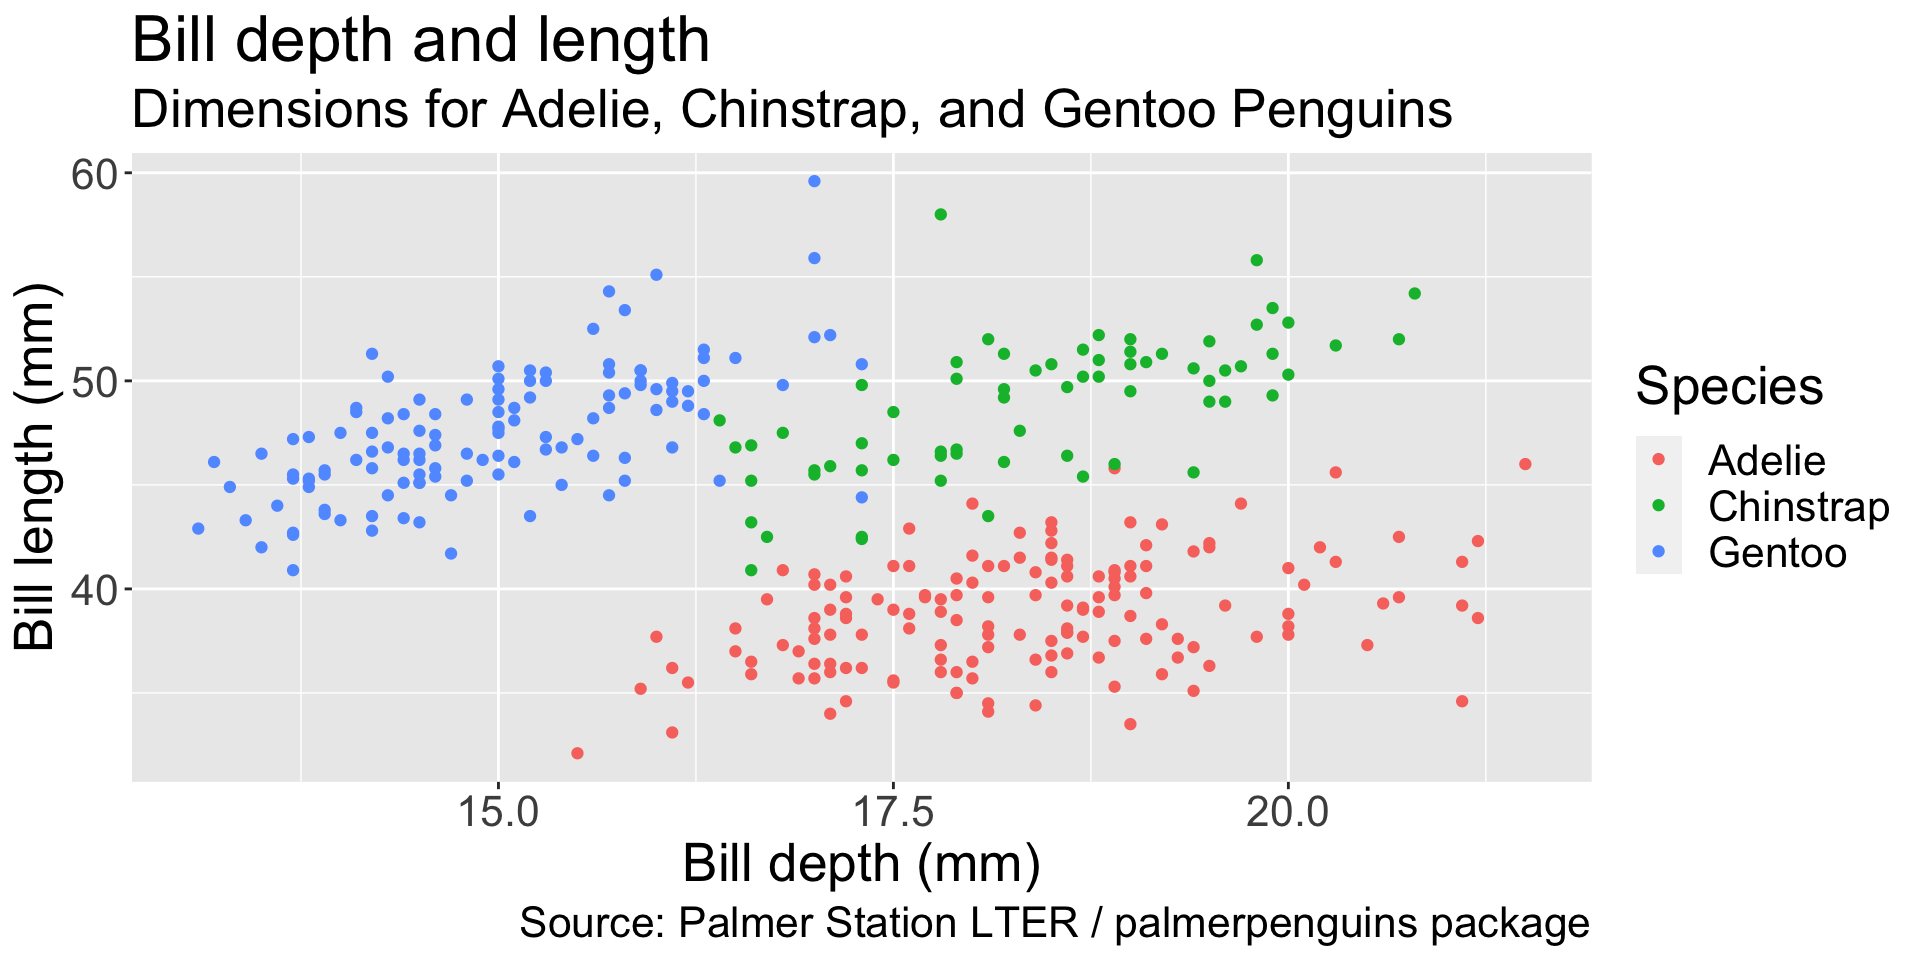 Bill depth and length
Dimensions for Adelie, Chinstrap, and Gentoo Penguins
60
50
40
Bill length (mm)
15.0 17.5 20.0
Bill depth (mm)
Source: Palmer Station LTER / palmerpenguins package
Species
Adelie
Chinstrap
Gentoo